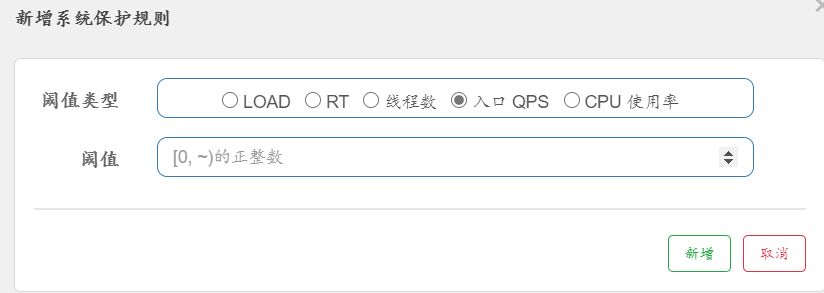 新增系统保护规则
阈值类型 LOAD RT 线程数 入口 QPS CPU 使用率
阈值 [0, ~)的正整数
新增 取消